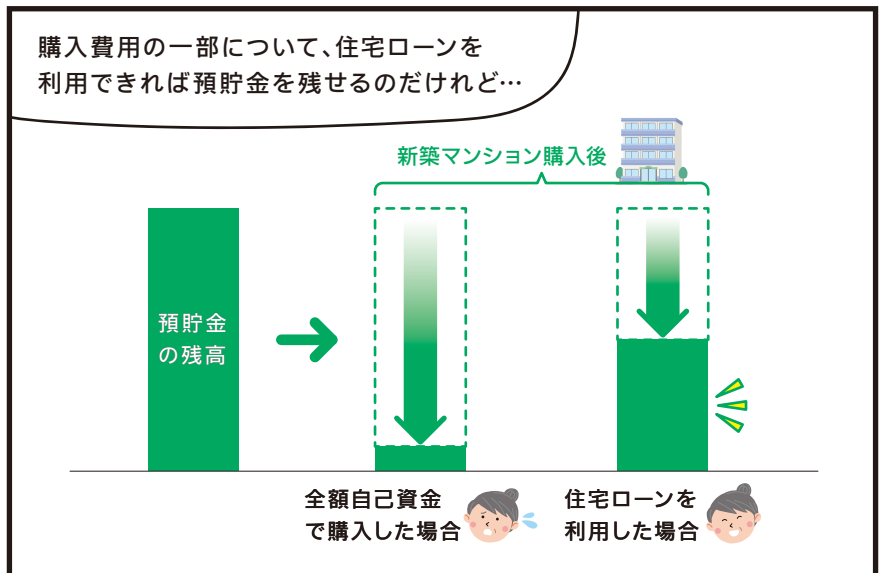 購入費用の一部について、住宅ローンを
利用できれば預貯金を残せるのだけれど…
新築マンション購入後
預貯金
の残高
全額自己資金
で購入した場合
住宅ローンを
利用した場合